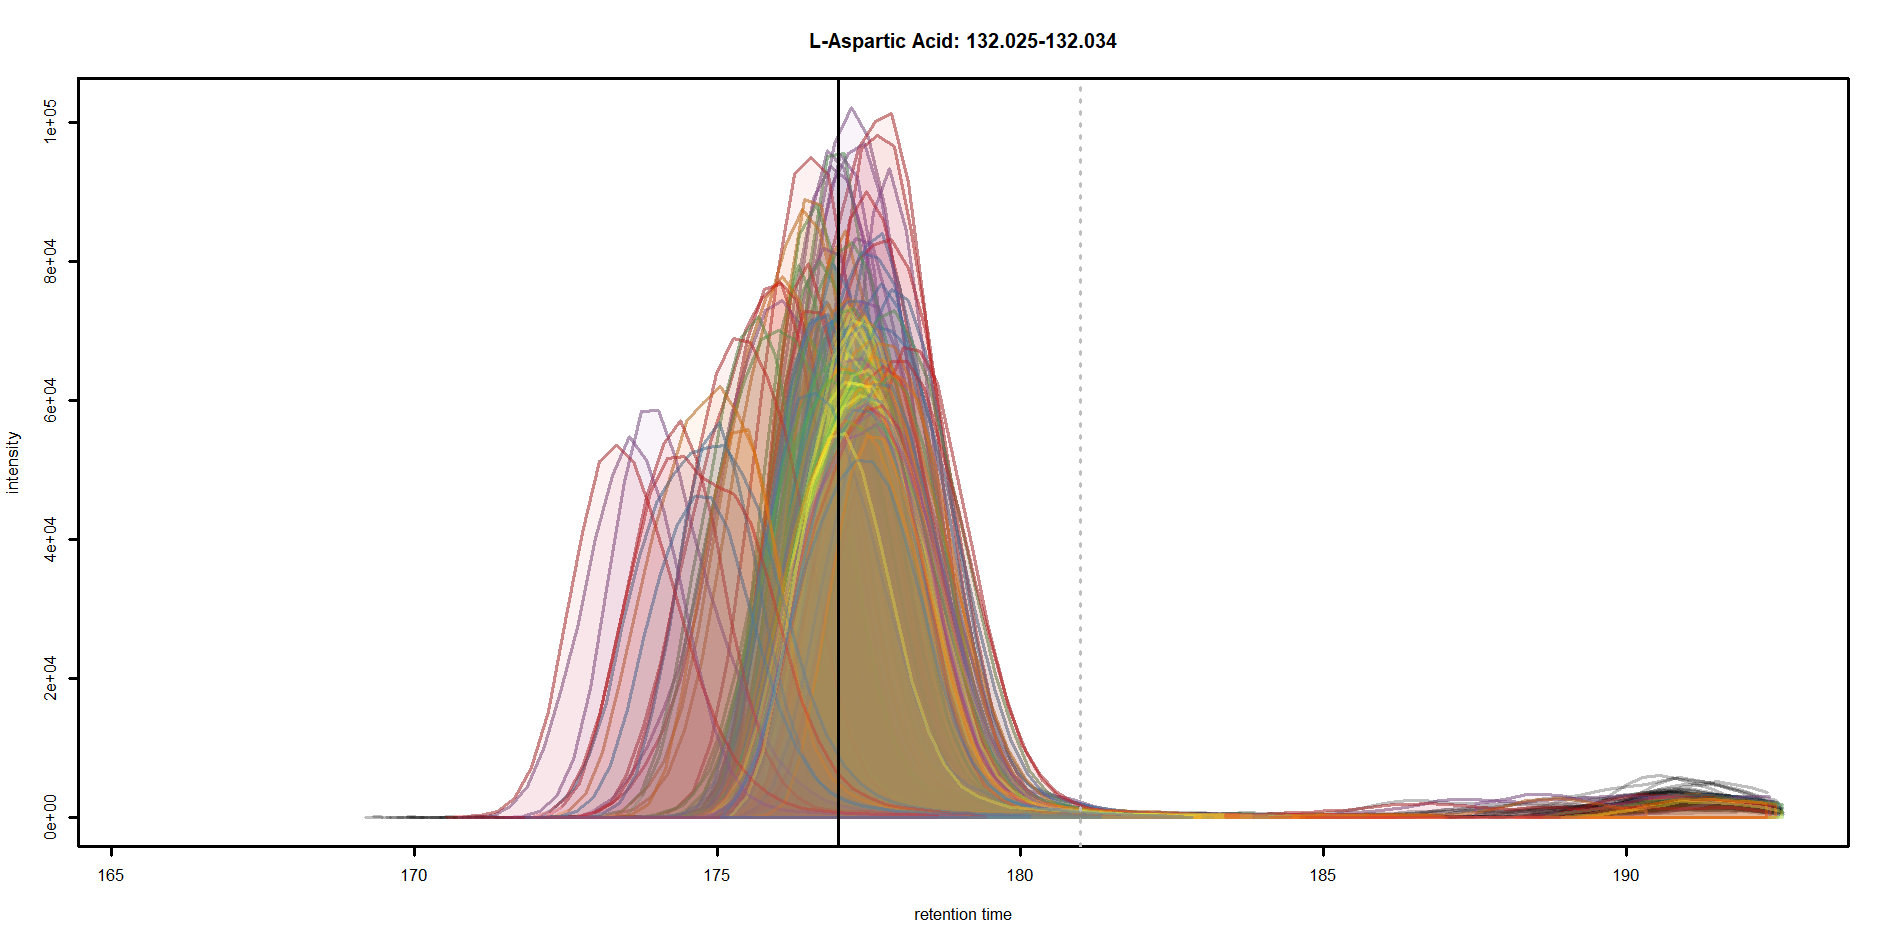 L-Aspartic Acid: 132.025-132.034
1e+05
8e+04
6e+04
4e+04
2e+04
0e+00
intensity
165 170 175 180 185 190
retention time